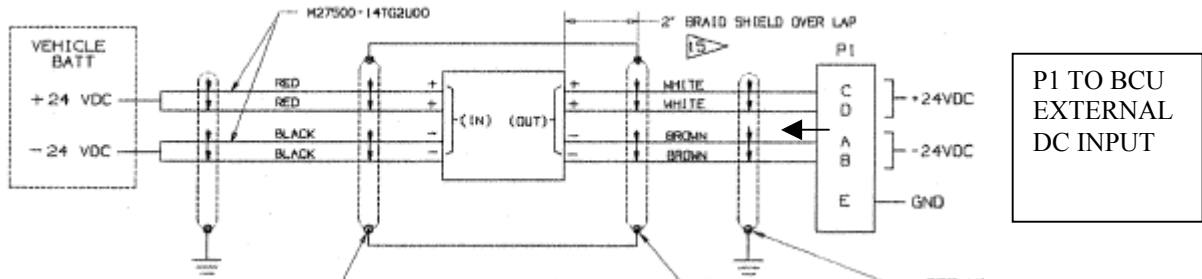 M27500-14TG2U00
2" BRAID SHIELD OVER LAP
15
P1
VEHICLE
BATT
+24 VDC
-24 VDC
RED
RED
BLACK
BLACK
+
+
-
-
(IN) (OUT)
+
+
-
-
WHITE
WHITE
BROWN
BROWN
C
D
A
B
E
+24VDC
-24VDC
GND
P1 TO BCU
EXTERNAL
DC INPUT